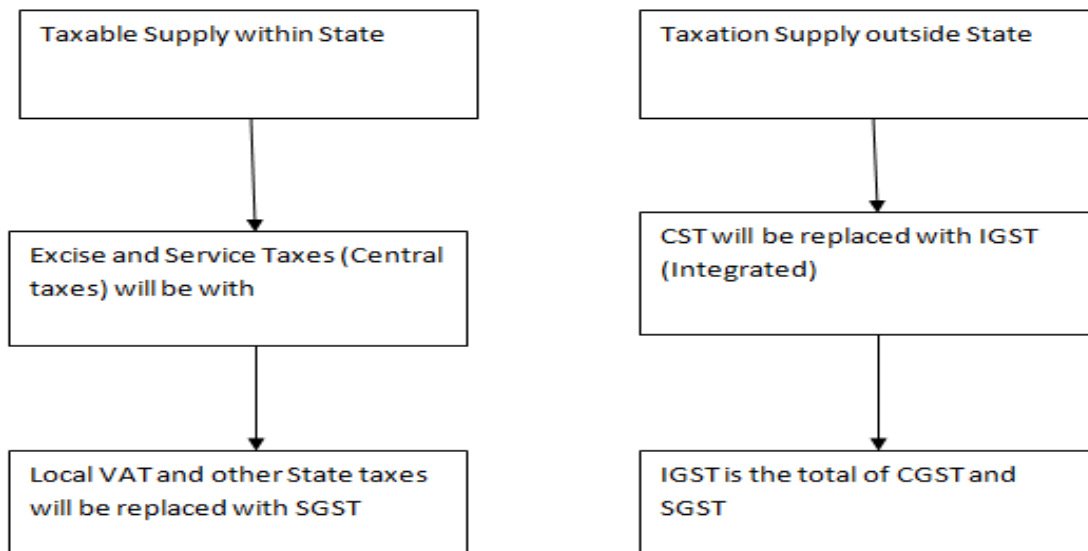 Taxable Supply within State
Excise and Service Taxes (Central
taxes) will be with
Local VAT and other State taxes
will be replaced with SGST
Taxation Supply outside State
CST will be replaced with IGST
(Integrated)
IGST is the total of CGST and
SGST